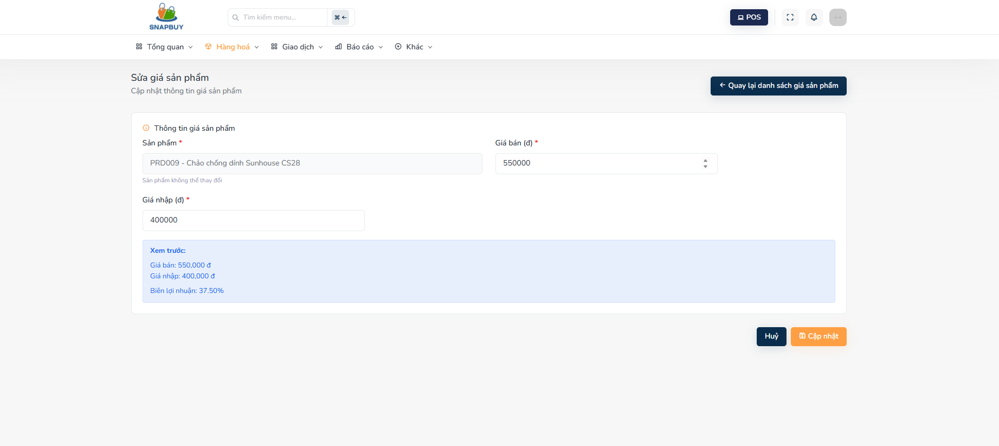 SNAPBUY
Tìm kiếm menu...
⌘ ←
POS
Tổng quan
Hàng hoá
Giao dịch
Báo cáo
Khác
Sửa giá sản phẩm
Cập nhật thông tin giá sản phẩm
← Quay lại danh sách giá sản phẩm
Thông tin giá sản phẩm
Sản phẩm *
Giá bán (đ) *
PRD009 - Chảo chống dính Sunhouse CS28
550000
Sản phẩm không thể thay đổi
Giá nhập (đ) *
400000
Xem trước:
Giá bán: 550,000 đ
Giá nhập: 400,000 đ
Biên lợi nhuận: 37.50%
Huỷ
Cập nhật